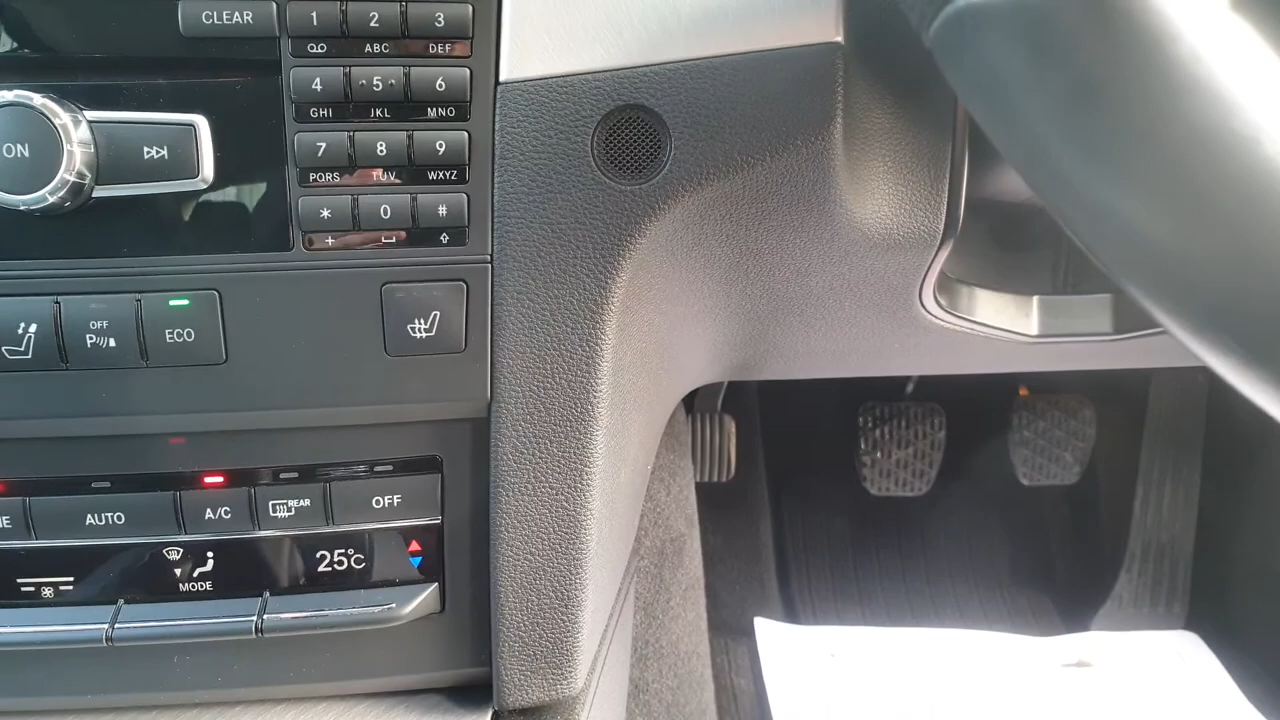 CLEAR
1 2 3
ABC DEF
4 5 6
GHI JKL MNO
7 8 9
PQRS TUV WXYZ
* 0 #
+
ON
OFF
P
ECO
AUTO
A/C
REAR
OFF
MODE
25°C